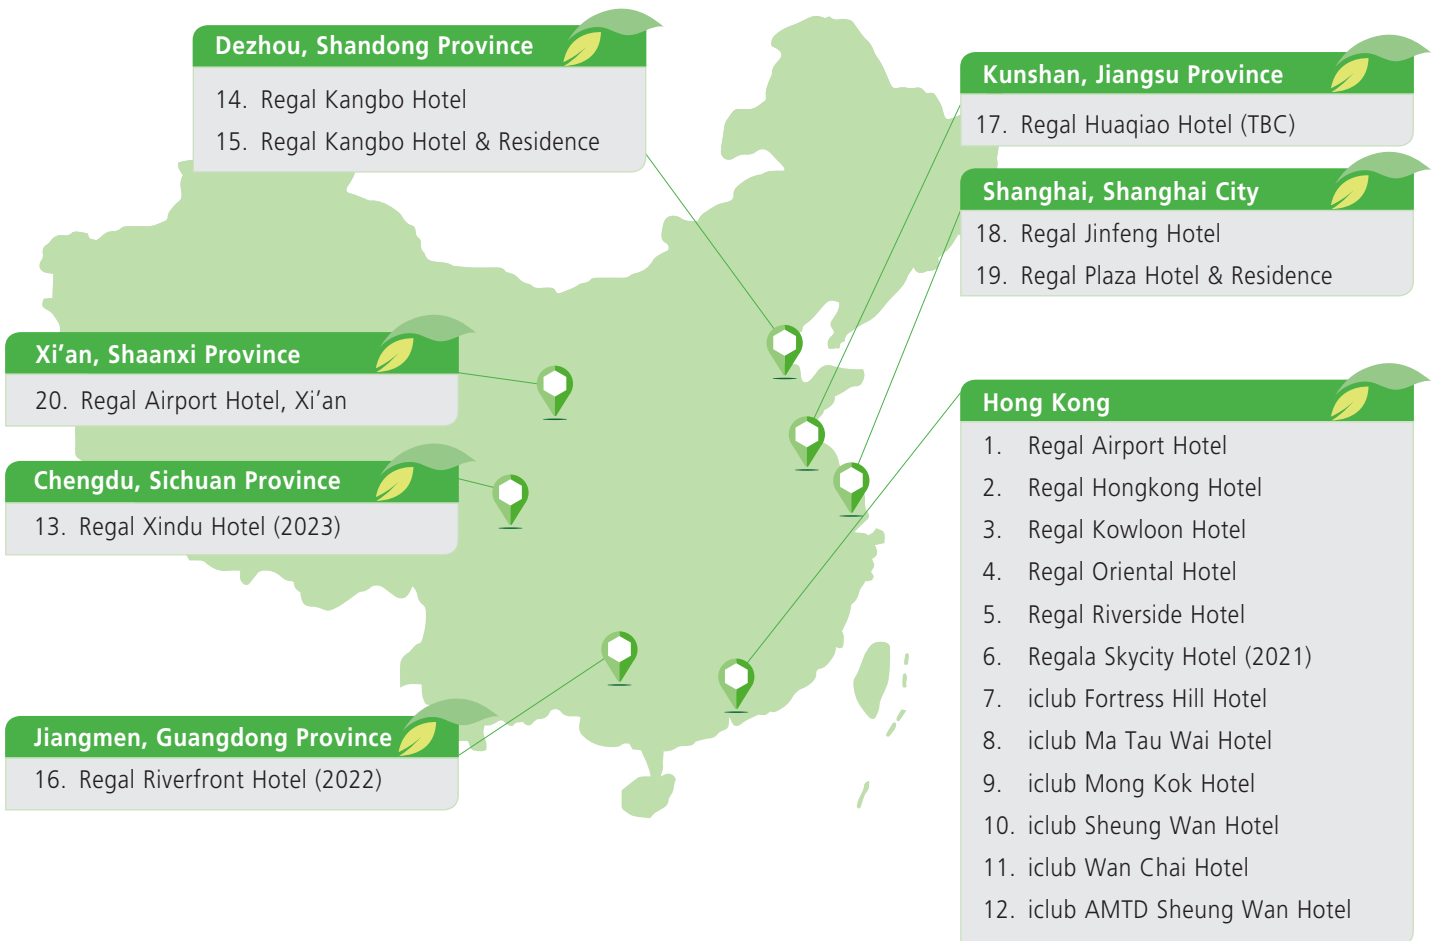 Dezhou, Shandong Province
14. Regal Kangbo Hotel
15. Regal Kangbo Hotel & Residence
Kunshan, Jiangsu Province
17. Regal Huaqiao Hotel (TBC)
Shanghai, Shanghai City
18. Regal Jinfeng Hotel
19. Regal Plaza Hotel & Residence
Xi’an, Shaanxi Province
20. Regal Airport Hotel, Xi’an
Chengdu, Sichuan Province
13. Regal Xindu Hotel (2023)
Jiangmen, Guangdong Province
16. Regal Riverfront Hotel (2022)
Hong Kong
1. Regal Airport Hotel
2. Regal Hongkong Hotel
3. Regal Kowloon Hotel
4. Regal Oriental Hotel
5. Regal Riverside Hotel
6. Regala Skycity Hotel (2021)
7. iclub Fortress Hill Hotel
8. iclub Ma Tau Wai Hotel
9. iclub Mong Kok Hotel
10. iclub Sheung Wan Hotel
11. iclub Wan Chai Hotel
12. iclub AMTD Sheung Wan Hotel